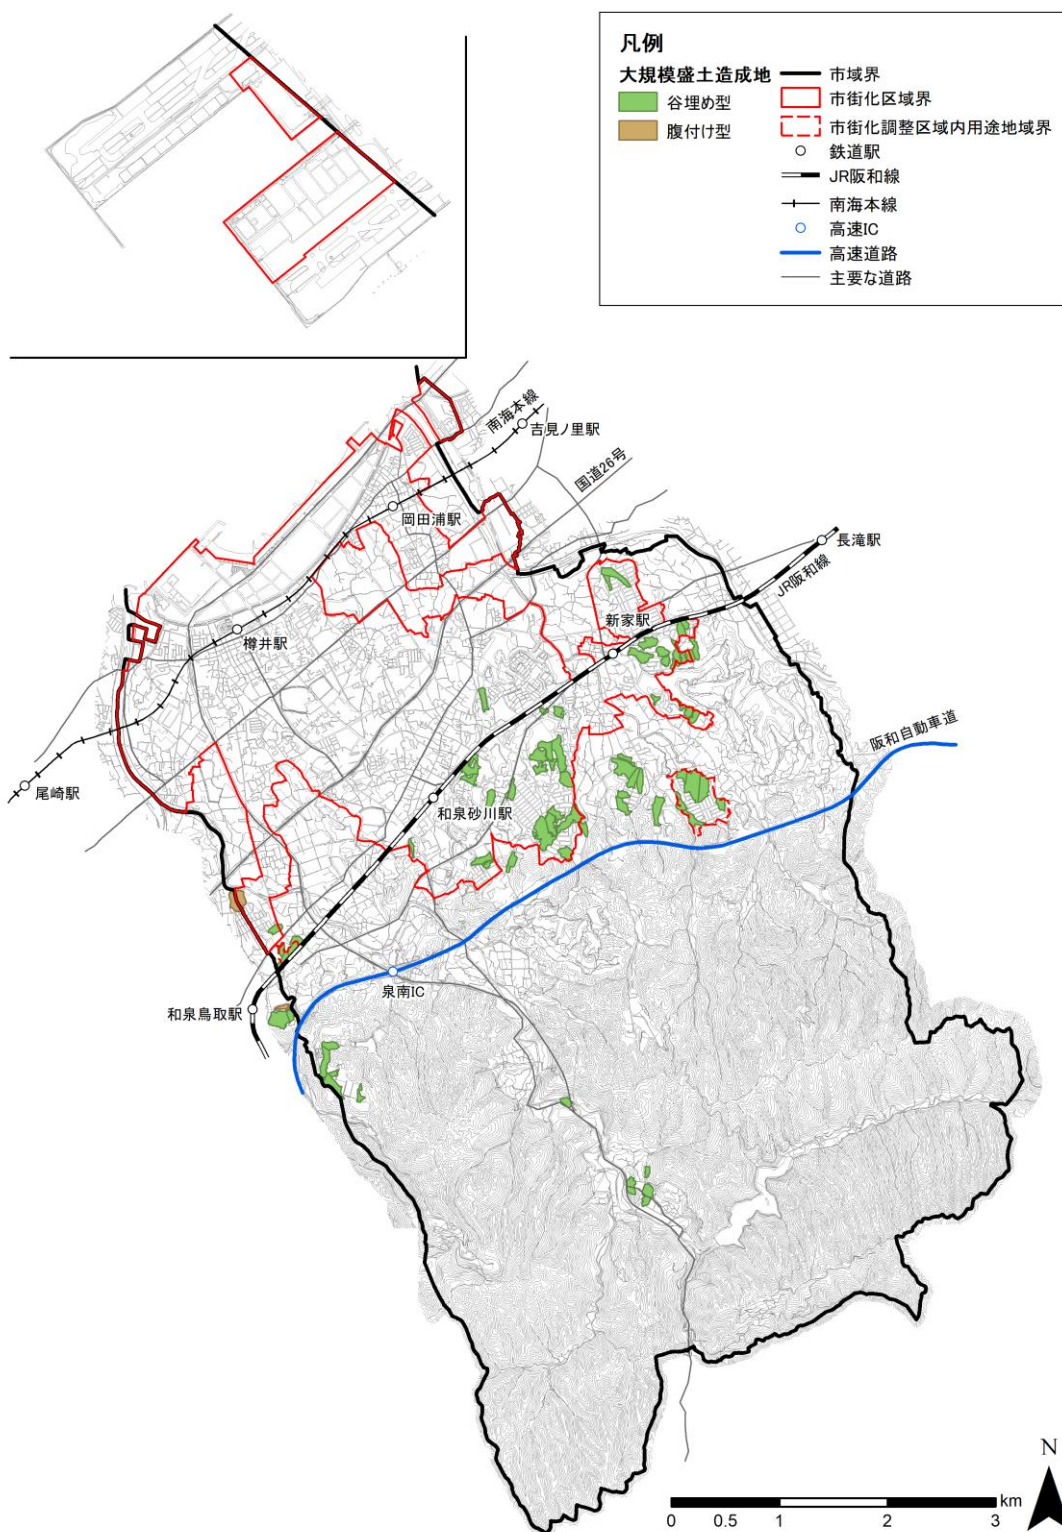 凡例
大規模盛土造成地
谷埋め型
腹付け型
市域界
市街化区域界
市街化調整区域内用途地域界
鉄道駅
JR阪和線
南海本線
高速IC
高速道路
主要な道路
南海本線
吉見ノ里駅
国道26号
岡田浦駅
長滝駅
JR阪和線
新家駅
樽井駅
阪和自動車道
尾崎駅
和泉砂川駅
泉南IC
和泉鳥取駅
N
km
0 0.5 1 2 3